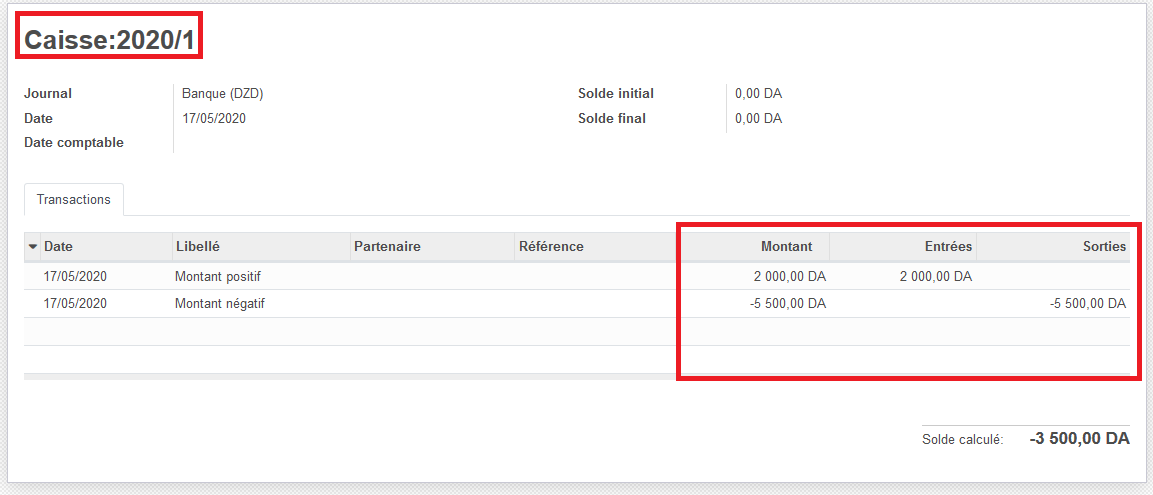 Caisse:2020/1
Journal Banque (DZD) Solde initial 0,00 DA
Date 17/05/2020 Solde final 0,00 DA
Date comptable
Transactions
Date Libellé Partenaire Référence Montant Entrées Sorties
17/05/2020 Montant positif 2 000,00 DA 2 000,00 DA
17/05/2020 Montant négatif -5 500,00 DA -5 500,00 DA
Solde calculé: -3 500,00 DA